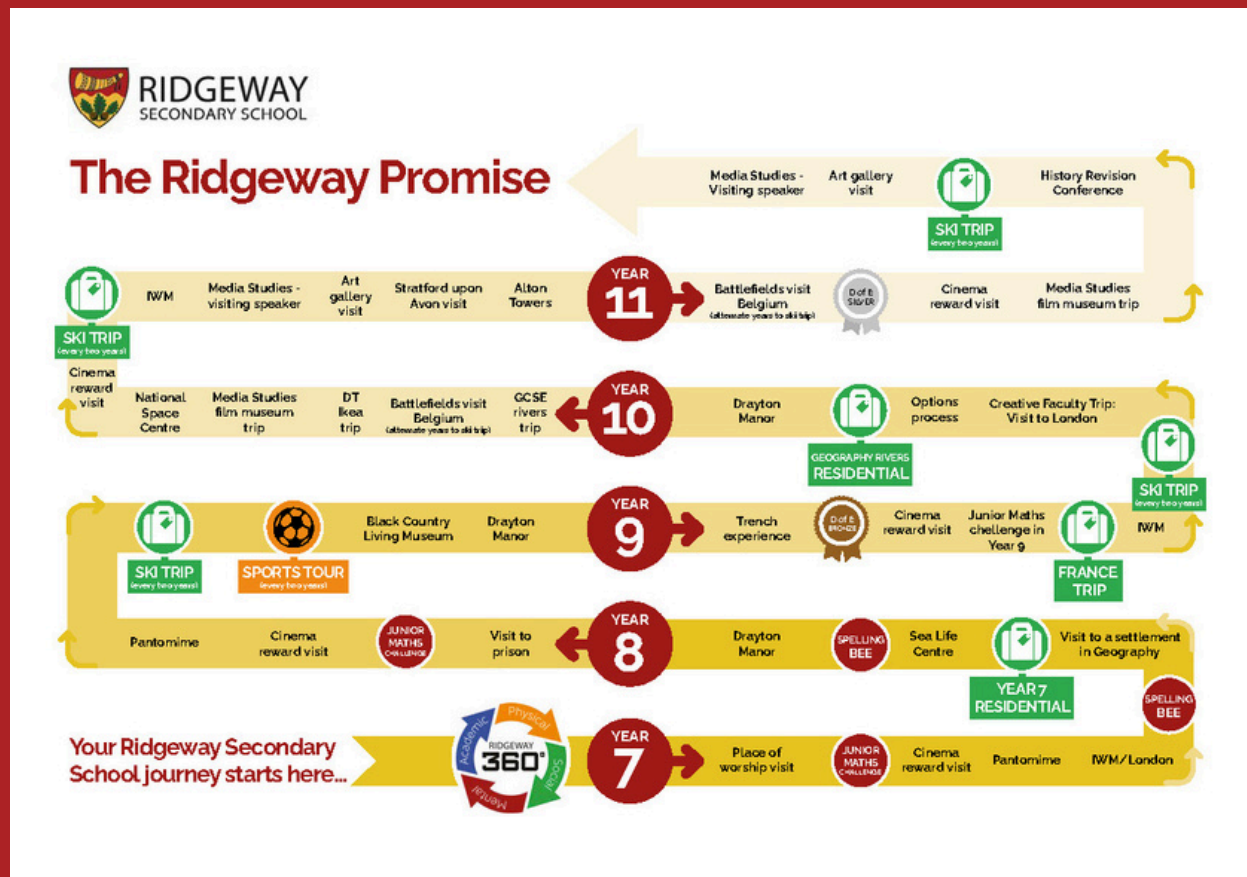 RIDGEWAY
SECONDARY SCHOOL
The Ridgeway Promise
Media Studies -
Visiting speaker
Art gallery
visit
SKI TRIP
(every two years)
History Revision
Conference
SKI TRIP
(every two years)
IWM
Media Studies -
visiting speaker
Art
gallery
visit
Stratford upon
Avon visit
Alton
Towers
YEAR
11
Battlefields visit
Belgium
(alternate years to ski trip)
D of E
SILVER
Cinema
reward visit
Media Studies
film museum trip
Cinema
reward
visit
National
Space
Centre
Media Studies
film museum
trip
DT
Ikea
trip
Battlefields visit
Belgium
(alternate years to ski trip)
GCSE
rivers
trip
YEAR
10
Drayton
Manor
GEOGRAPHY RIVERS
RESIDENTIAL
Options
process
Creative Faculty Trip:
Visit to London
SKI TRIP
(every two years)
SKI TRIP
(every two years)
SPORTS TOUR
(every two years)
Black Country
Living Museum
Drayton
Manor
YEAR
9
Trench
experience
D of E
BRONZE
Cinema
reward visit
Junior Maths
chellenge in
Year 9
FRANCE
TRIP
IWM
Pantomime
Cinema
reward visit
JUNIOR
MATHS
CHALLENGE
Visit to
prison
YEAR
8
Drayton
Manor
SPELLING
BEE
Sea Life
Centre
YEAR 7
RESIDENTIAL
Visit to a settlement
in Geography
SPELLING
BEE
Your Ridgeway Secondary
School journey starts here...
Academic
Physical
Social
Mental
RIDGEWAY
360°
YEAR
7
Place of
worship visit
JUNIOR
MATHS
CHALLENGE
Cinema
reward visit
Pantomime
IWM/London